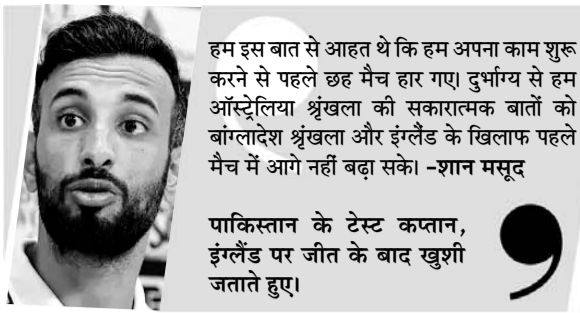 हम इस बात से आहत थे कि हम अपना काम शुरू
करने से पहले छह मैच हार गए। दुर्भाग्य से हम
ऑस्ट्रेलिया श्रृंखला की सकारात्मक बातों को
बांग्लादेश श्रृंखला और इंग्लैंड के खिलाफ पहले
मैच में आगे नहीं बढ़ा सके। -शान मसूद
पाकिस्तान के टेस्ट कप्तान,
इंग्लैंड पर जीत के बाद खुशी
जताते हुए।